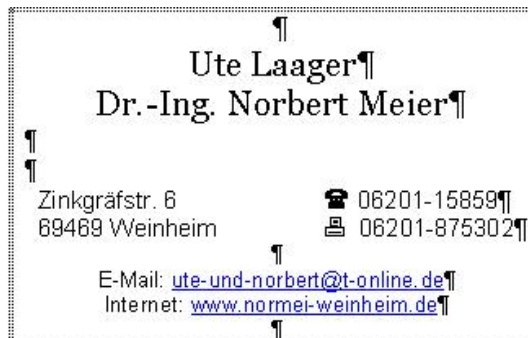 ¶
Ute Laager¶
Dr.-Ing. Norbert Meier¶
¶
¶
Zinkgräfstr. 6 ☎ 06201-15859¶
69469 Weinheim 🖷 06201-875302¶
¶
E-Mail: ute-und-norbert@t-online.de¶
Internet: www.normei-weinheim.de¶
¶